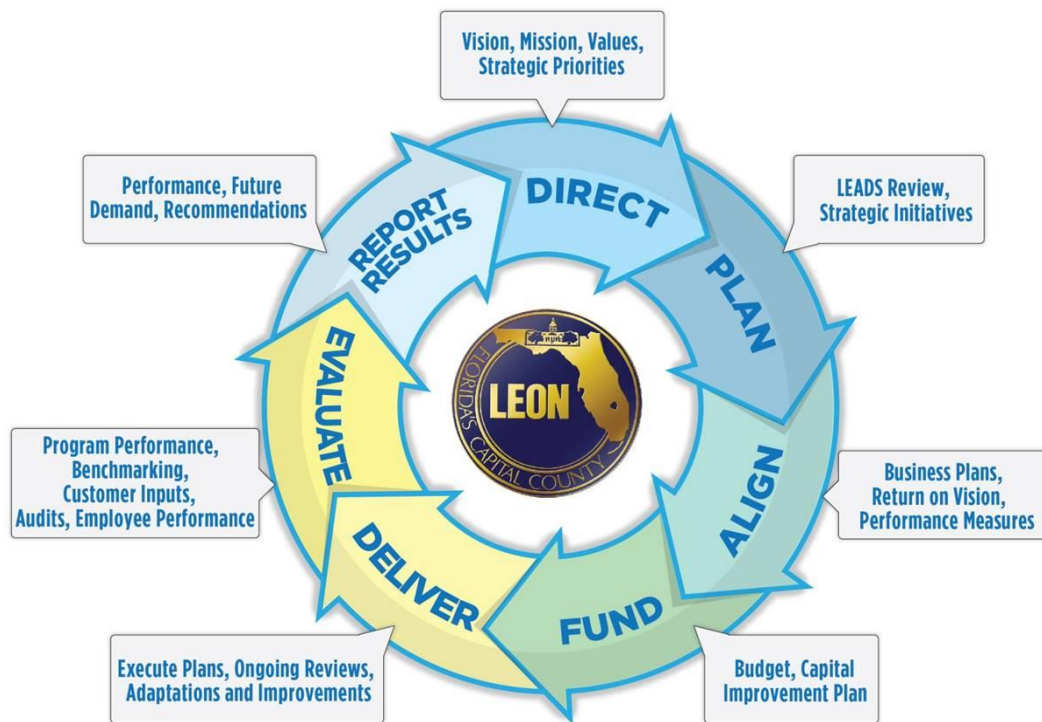 Vision, Mission, Values,
Strategic Priorities
DIRECT
LEADS Review,
Strategic Initiatives
PLAN
Business Plans,
Return on Vision,
Performance Measures
ALIGN
Budget, Capital
Improvement Plan
FUND
Execute Plans, Ongoing Reviews,
Adaptations and Improvements
DELIVER
Program Performance,
Benchmarking,
Customer Inputs,
Audits, Employee Performance
EVALUATE
Performance, Future
Demand, Recommendations
REPORT
RESULTS
LEON
FLORIDA'S CAPITAL COUNTY